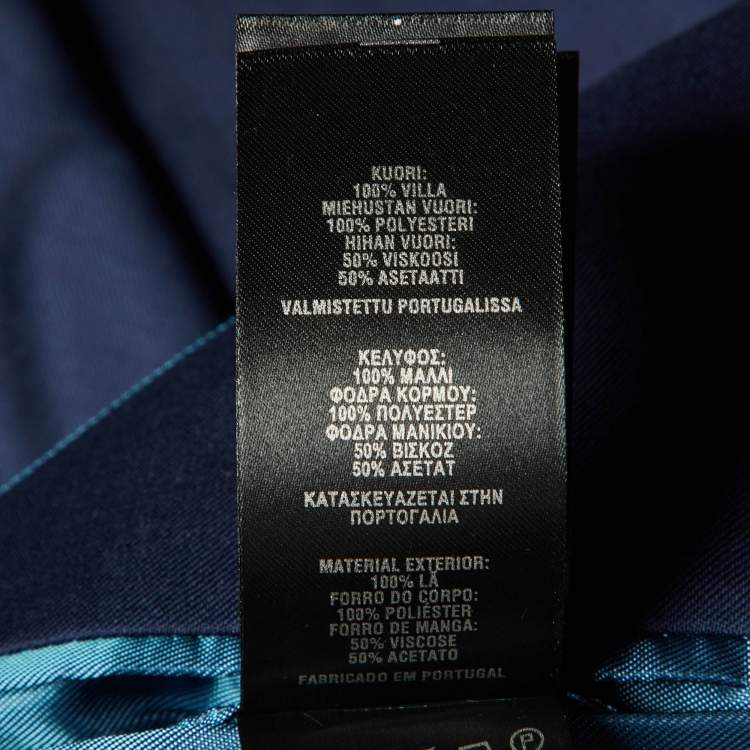 KUORI:
100% VILLA
MIEHUSTAN VUORI:
100% POLYESTERI
HIHAN VUORI:
50% VISKOOSI
50% ASETAATTI
VALMISTETTU PORTUGALISSA
ΚΕΛΥΦΟΣ:
100% ΜΑΛΛΙ
ΦΟΔΡΑ ΚΟΡΜΟΥ:
100% ΠΟΛΥΕΣΤΕΡ
ΦΟΔΡΑ ΜΑΝΙΚΙΟΥ:
50% ΒΙΣΚΟΖ
50% ΑΣΕΤΑΤ
ΚΑΤΑΣΚΕΥΑΖΕΤΑΙ ΣΤΗΝ
ΠΟΡΤΟΓΑΛΙΑ
MATERIAL EXTERIOR:
100% LÃ
FORRO DO CORPO:
100% POLIÉSTER
FORRO DE MANGA:
50% VISCOSE
50% ACETATO
FABRICADO EM PORTUGAL
P